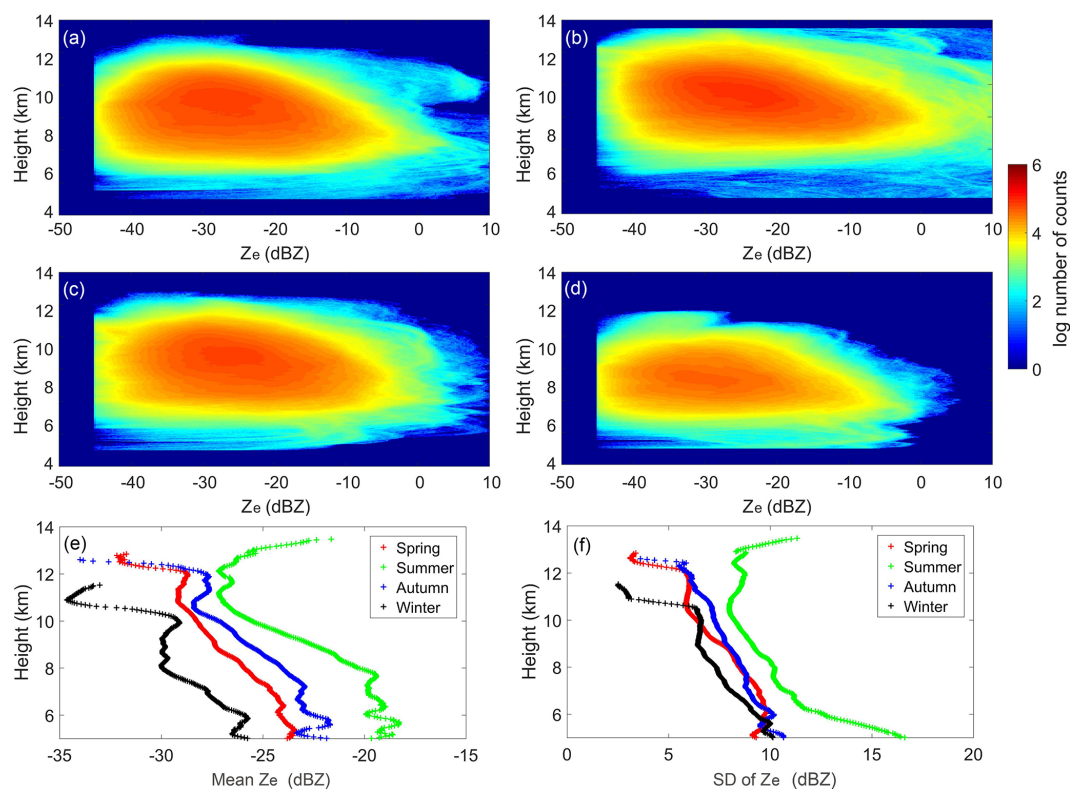 14
12
10
8
6
4
Height (km)
(a)
-50 -40 -30 -20 -10 0 10
Ze (dBZ)
14
12
10
8
6
4
Height (km)
(b)
-50 -40 -30 -20 -10 0 10
Ze (dBZ)
14
12
10
8
6
4
Height (km)
(c)
-50 -40 -30 -20 -10 0 10
Ze (dBZ)
14
12
10
8
6
4
Height (km)
(d)
-50 -40 -30 -20 -10 0 10
Ze (dBZ)
6
4
2
0
log number of counts
14
12
10
8
6
Height (km)
(e)
Spring
Summer
Autumn
Winter
-35 -30 -25 -20 -15
Mean Ze (dBZ)
14
12
10
8
6
Height (km)
(f)
Spring
Summer
Autumn
Winter
0 5 10 15 20
SD of Ze (dBZ)